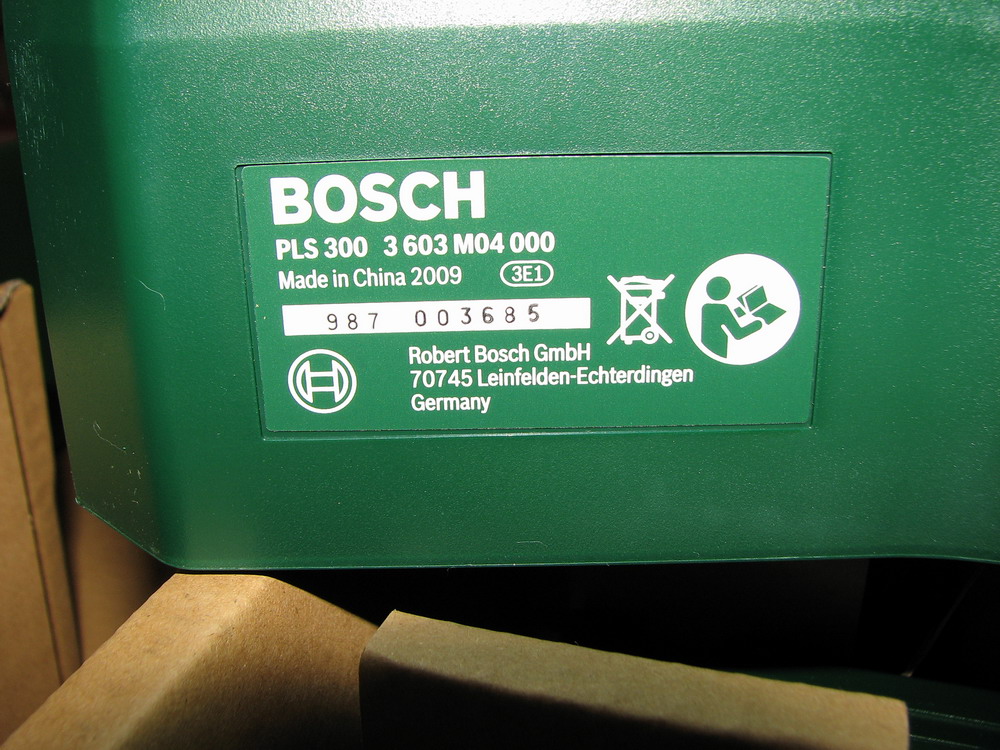 BOSCH
PLS 300 3 603 M04 000
Made in China 2009 3E1
987 003685
Robert Bosch GmbH
70745 Leinfelden-Echterdingen
Germany